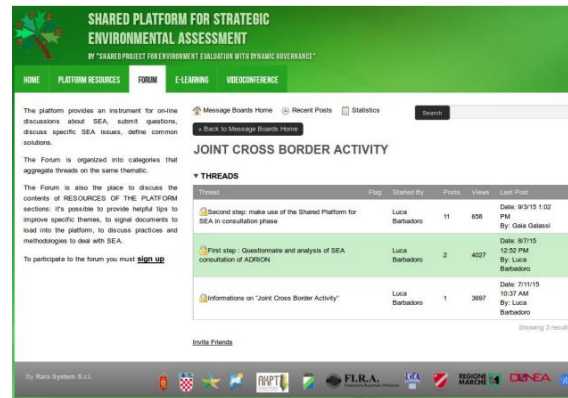 SHARED PLATFORM FOR STRATEGIC
ENVIRONMENTAL ASSESSMENT
BY "SHARED PROJECT FOR ENVIRONMENT EVALUATION WITH DYNAMIC GOVERNANCE"
HOME PLATFORM RESOURCES FORUM E-LEARNING VIDEOCONFERENCE
The platform provides an instrument for on-line
discussions about SEA, submit questions,
discuss specific SEA issues, define common
solutions.
The Forum is organized into categories that
aggregate threads on the same thematic.
The Forum is also the place to discuss the
contents of RESOURCES OF THE PLATFORM
sections: it's possible to provide helpful tips to
improve specific themes, to signal documents to
load into the platform, to discuss practices and
methodologies to deal with SEA.
To participate to the forum you must sign up
Message Boards Home Recent Posts Statistics Search
« Back to Message Boards Home
JOINT CROSS BORDER ACTIVITY
▼ THREADS
Thread Flag Started By Posts Views Last Post
Second step: make use of the Shared Platform for
SEA in consultation phase
Luca
Barbadoro
11 658
Date: 9/3/15 1:02
PM
By: Gaia Galassi
First step : Questionnaire and analysis of SEA
consultation of ADRION
Luca
Barbadoro
2 4027
Date: 8/7/15
12:52 PM
By: Luca
Barbadoro
Informations on "Joint Cross Border Activity"
Luca
Barbadoro
1 3697
Date: 7/11/15
10:37 AM
By: Luca
Barbadoro
Showing 3 result
Invite Friends
By Rara System S.r.l.
F.I.R.A.
REGIONE
MARCHE